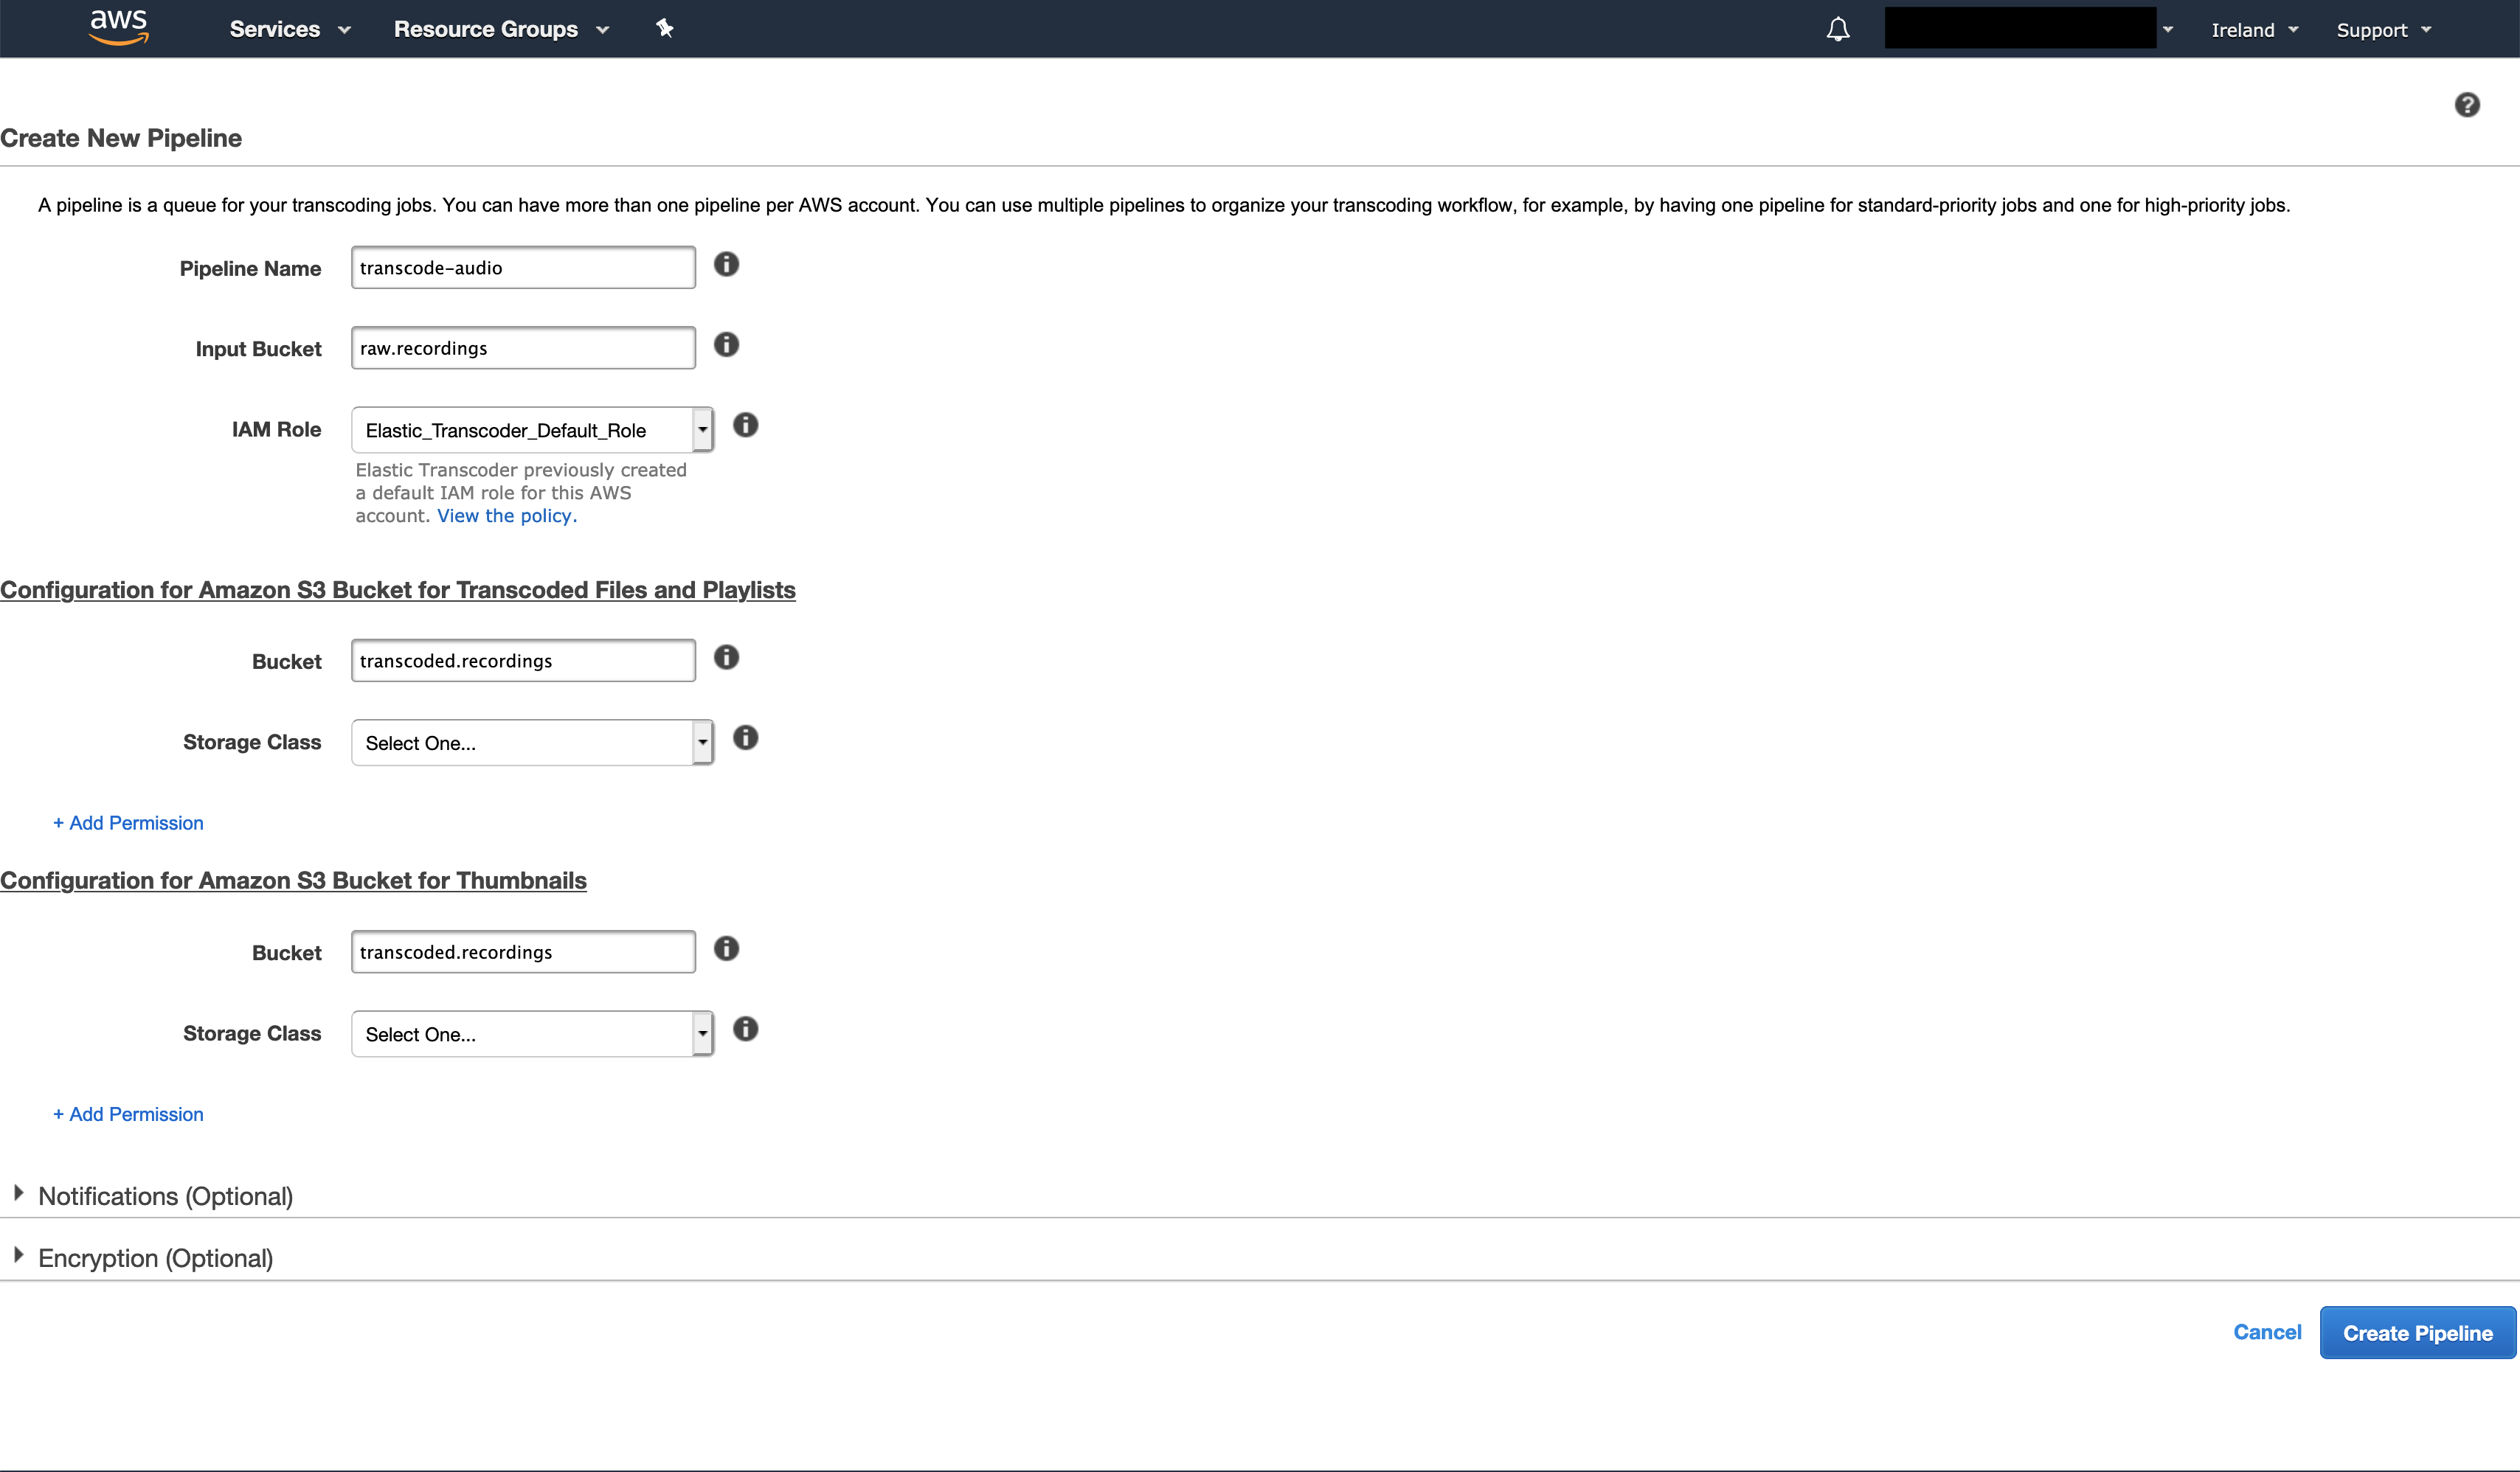 aws Services Resource Groups Ireland Support
Create New Pipeline
A pipeline is a queue for your transcoding jobs. You can have more than one pipeline per AWS account. You can use multiple pipelines to organize your transcoding workflow, for example, by having one pipeline for standard-priority jobs and one for high-priority jobs.
Pipeline Name transcode-audio
Input Bucket raw.recordings
IAM Role Elastic_Transcoder_Default_Role
Elastic Transcoder previously created
a default IAM role for this AWS
account. View the policy.
Configuration for Amazon S3 Bucket for Transcoded Files and Playlists
Bucket transcoded.recordings
Storage Class Select One...
+ Add Permission
Configuration for Amazon S3 Bucket for Thumbnails
Bucket transcoded.recordings
Storage Class Select One...
+ Add Permission
Notifications (Optional)
Encryption (Optional)
Cancel Create Pipeline